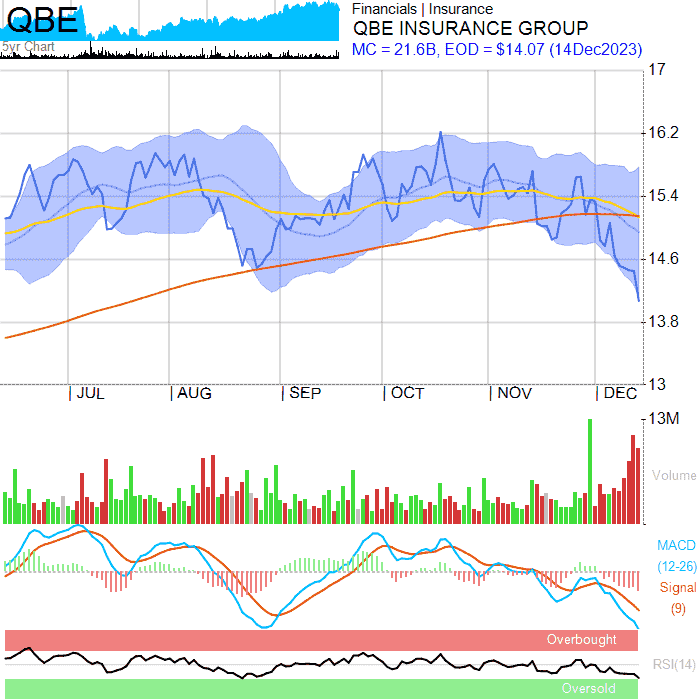 QBE
5yr Chart
Financials | Insurance
QBE INSURANCE GROUP
MC = 21.6B, EOD = $14.07 (14Dec2023)
17
16.2
15.4
14.6
13.8
13
JUL AUG SEP OCT NOV DEC
13M
Volume
MACD
(12-26)
Signal
(9)
Overbought
RSI(14)
Oversold